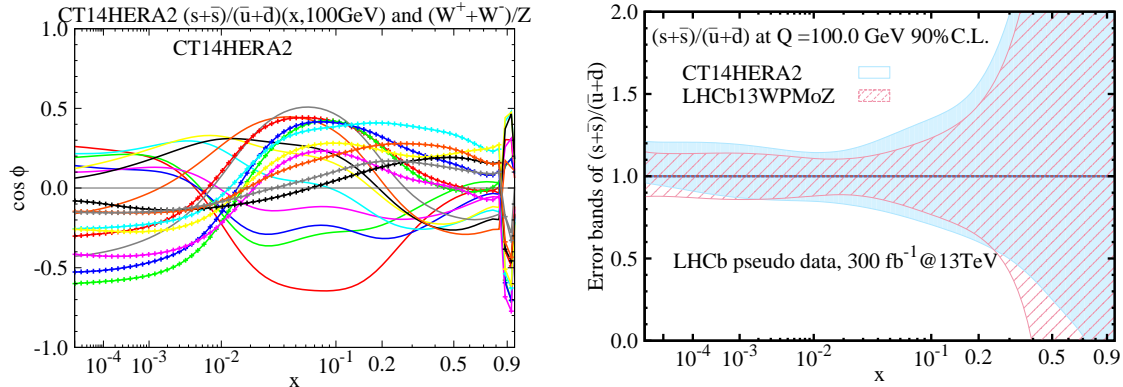 CT14HERA2 (s+s̄)/(ū+d̄)(x,100GeV) and (W⁺+W⁻)/Z
CT14HERA2
1.0
0.5
0.0
-0.5
-1.0
cos ϕ
10⁻⁴ 10⁻³ 10⁻² 10⁻¹ 0.2 0.5 0.9
x
(s+s̄)/(ū+d̄) at Q =100.0 GeV 90%C.L.
CT14HERA2
LHCb13WPMoZ
LHCb pseudo data, 300 fb⁻¹@13TeV
2.0
1.5
1.0
0.5
0.0
Error bands of (s+s̄)/(ū+d̄)
10⁻⁴ 10⁻³ 10⁻² 10⁻¹ 0.2 0.5 0.9
x